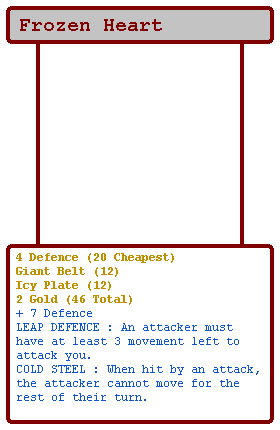 Frozen Heart
4 Defence (20 Cheapest)
Giant Belt (12)
Icy Plate (12)
2 Gold (46 Total)
+ 7 Defence
LEAP DEFENCE : An attacker must
have at least 3 movement left to
attack you.
COLD STEEL : When hit by an attack,
the attacker cannot move for the
rest of their turn.